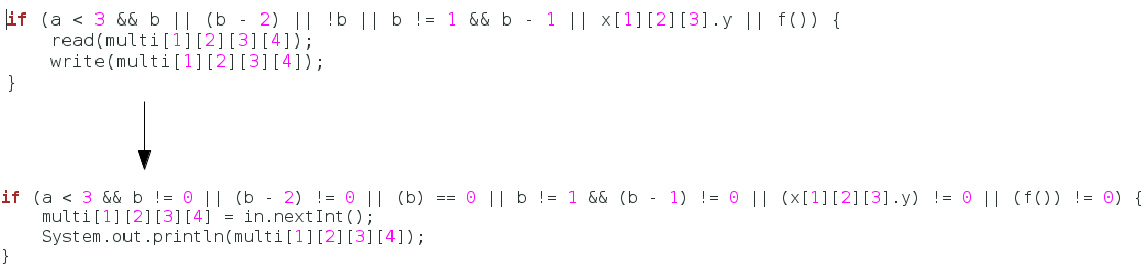 if (a < 3 && b || (b - 2) || !b || b != 1 && b - 1 || x[1][2][3].y || f()) {
    read(multi[1][2][3][4]);
    write(multi[1][2][3][4]);
}
if (a < 3 && b != 0 || (b - 2) != 0 || (b) == 0 || b != 1 && (b - 1) != 0 || (x[1][2][3].y) != 0 || (f()) != 0) {
    multi[1][2][3][4] = in.nextInt();
    System.out.println(multi[1][2][3][4]);
}